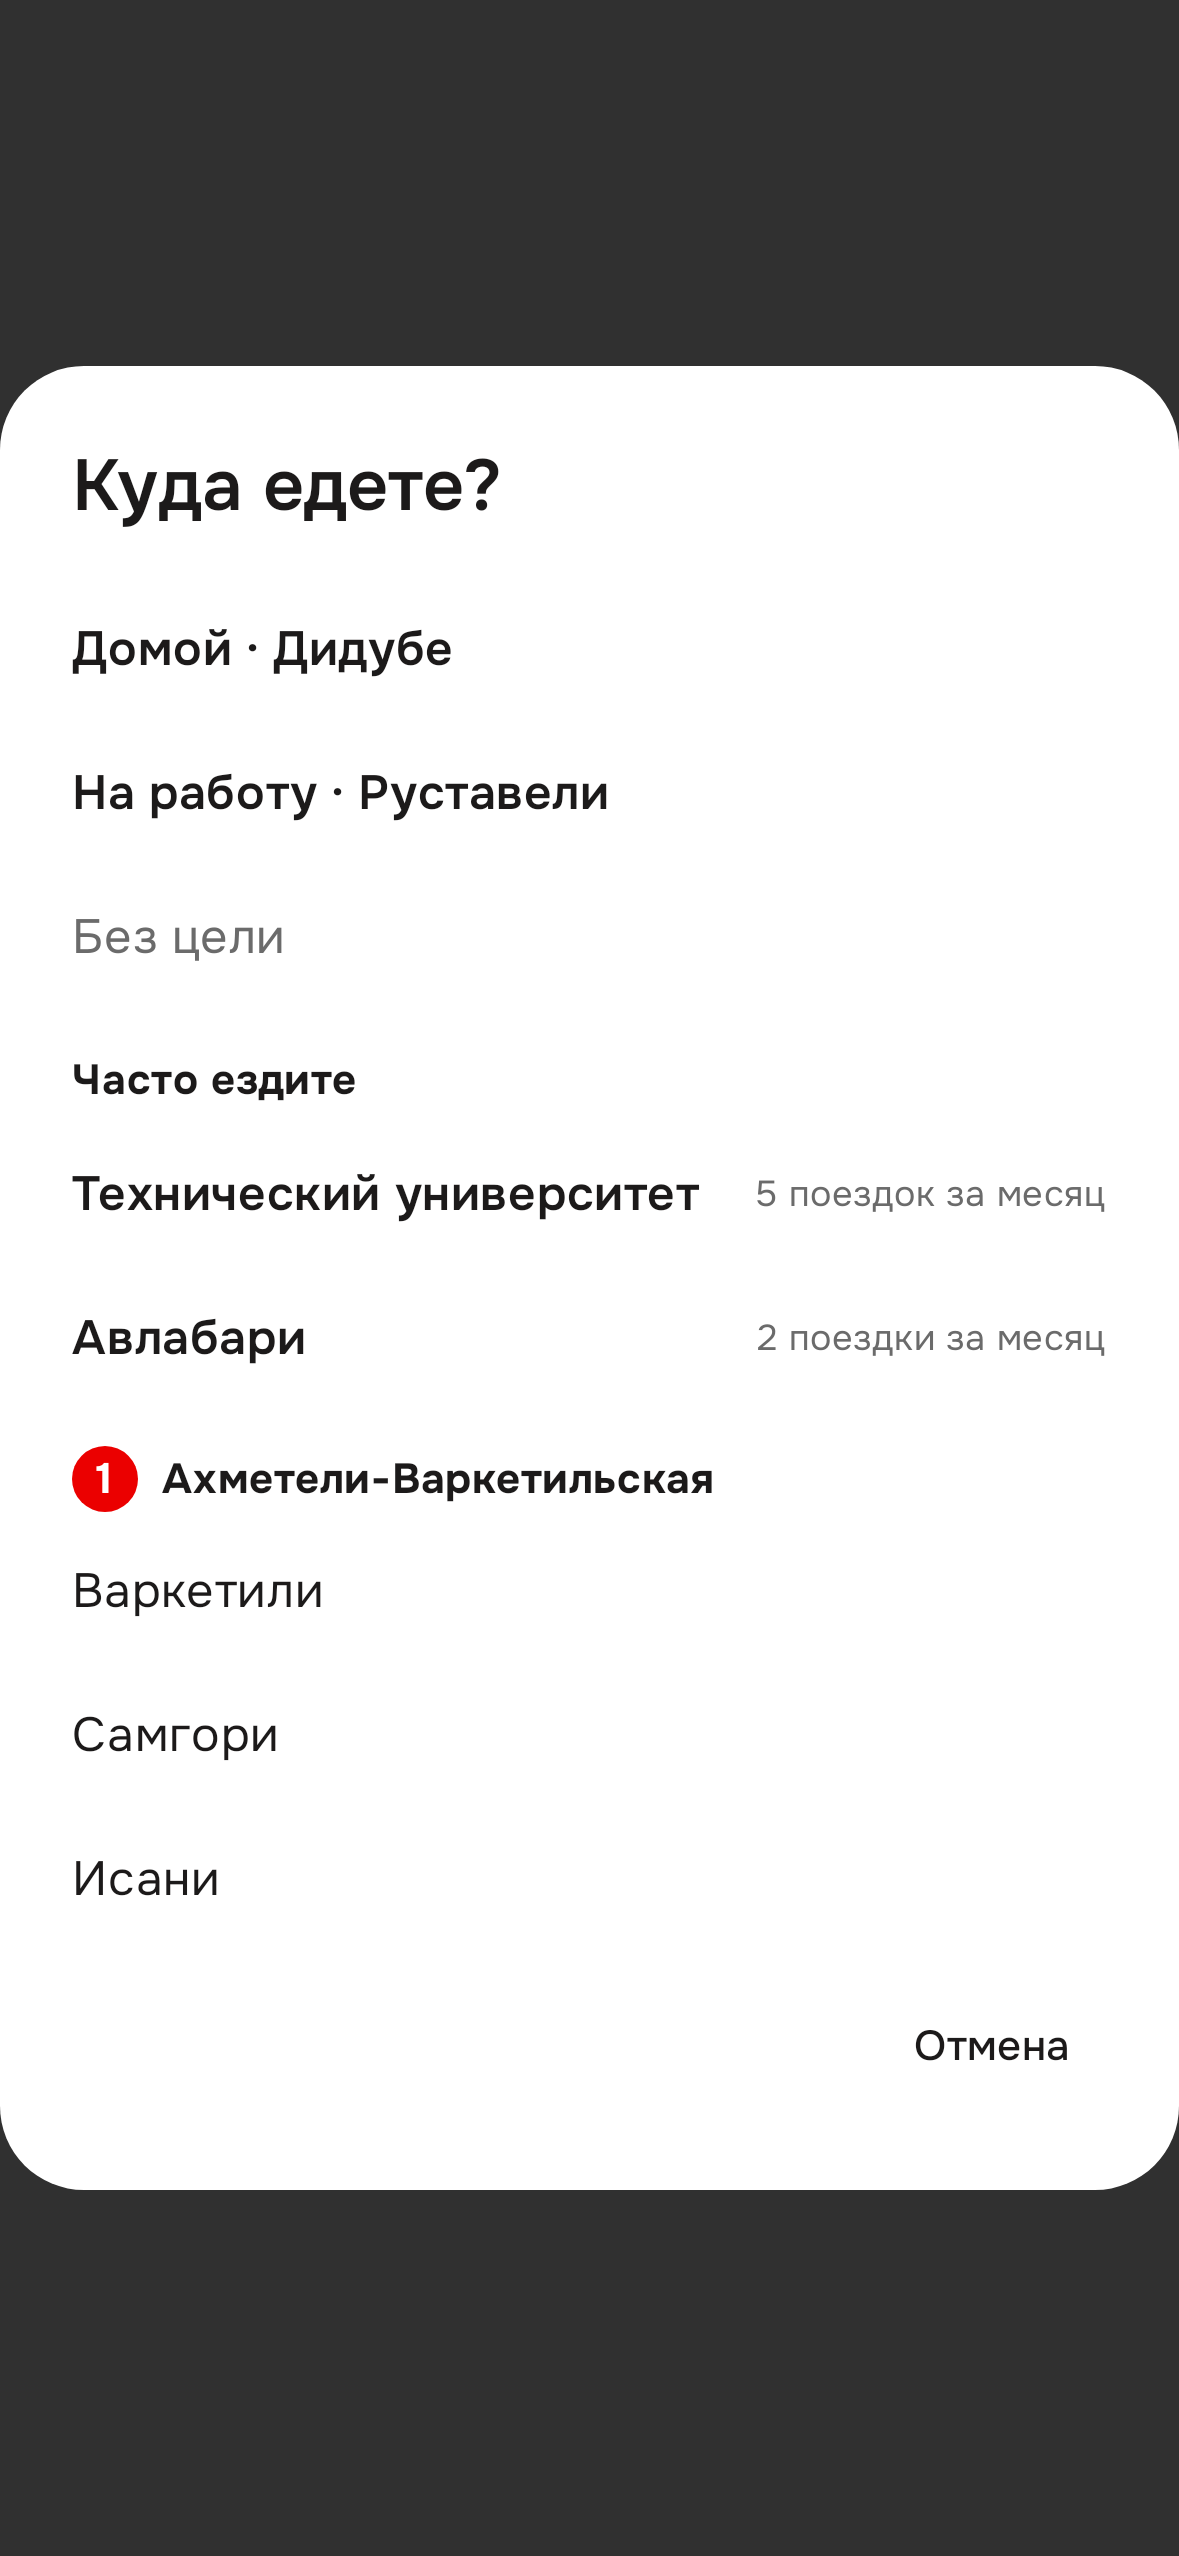 Куда едете?
Домой · Дидубе
На работу · Руставели
Без цели
Часто ездите
Технический университет 5 поездок за месяц
Авлабари 2 поездки за месяц
1 Ахметели-Варкетильская
Варкетили
Самгори
Исани
Отмена